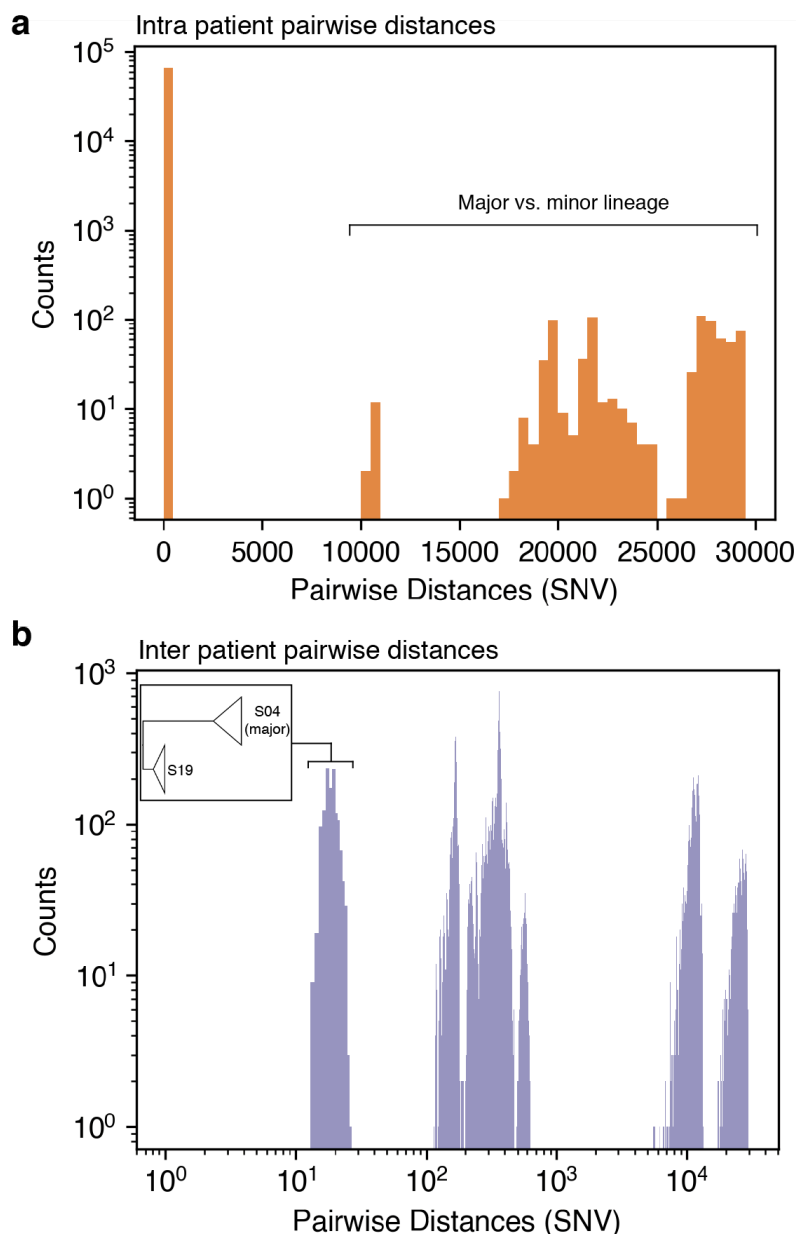 a
Intra patient pairwise distances
10^5
10^4
10^3
10^2
10^1
10^0
Counts
Major vs. minor lineage
0 5000 10000 15000 20000 25000 30000
Pairwise Distances (SNV)
b
Inter patient pairwise distances
10^3
10^2
10^1
10^0
Counts
S04
(major)
S19
10^0 10^1 10^2 10^3 10^4
Pairwise Distances (SNV)